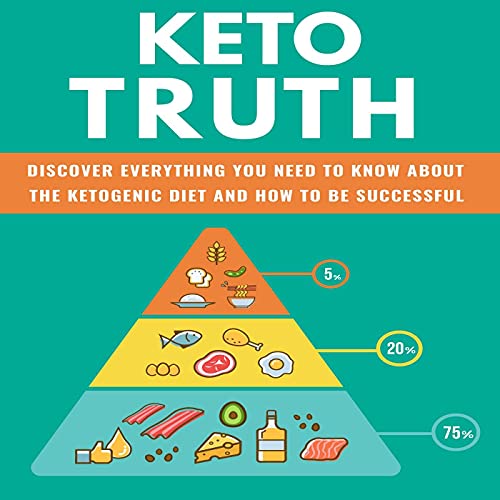 KETO
TRUTH
DISCOVER EVERYTHING YOU NEED TO KNOW ABOUT
THE KETOGENIC DIET AND HOW TO BE SUCCESSFUL
5%
20%
75%